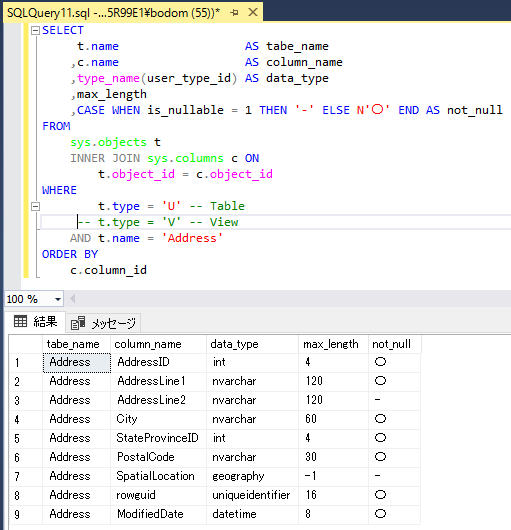 SQLQuery11.sql -...5R99E1¥bodom (55))*
SELECT
t.name AS tabe_name
,c.name AS column_name
,type_name(user_type_id) AS data_type
,max_length
,CASE WHEN is_nullable = 1 THEN '-' ELSE N'〇' END AS not_null
FROM
sys.objects t
INNER JOIN sys.columns c ON
t.object_id = c.object_id
WHERE
t.type = 'U' -- Table
-- t.type = 'V' -- View
AND t.name = 'Address'
ORDER BY
c.column_id
100 %
結果 メッセージ
tabe_name column_name data_type max_length not_null
1 Address AddressID int 4 〇
2 Address AddressLine1 nvarchar 120 〇
3 Address AddressLine2 nvarchar 120 -
4 Address City nvarchar 60 〇
5 Address StateProvinceID int 4 〇
6 Address PostalCode nvarchar 30 〇
7 Address SpatialLocation geography -1 -
8 Address rowguid uniqueidentifier 16 〇
9 Address ModifiedDate datetime 8 〇